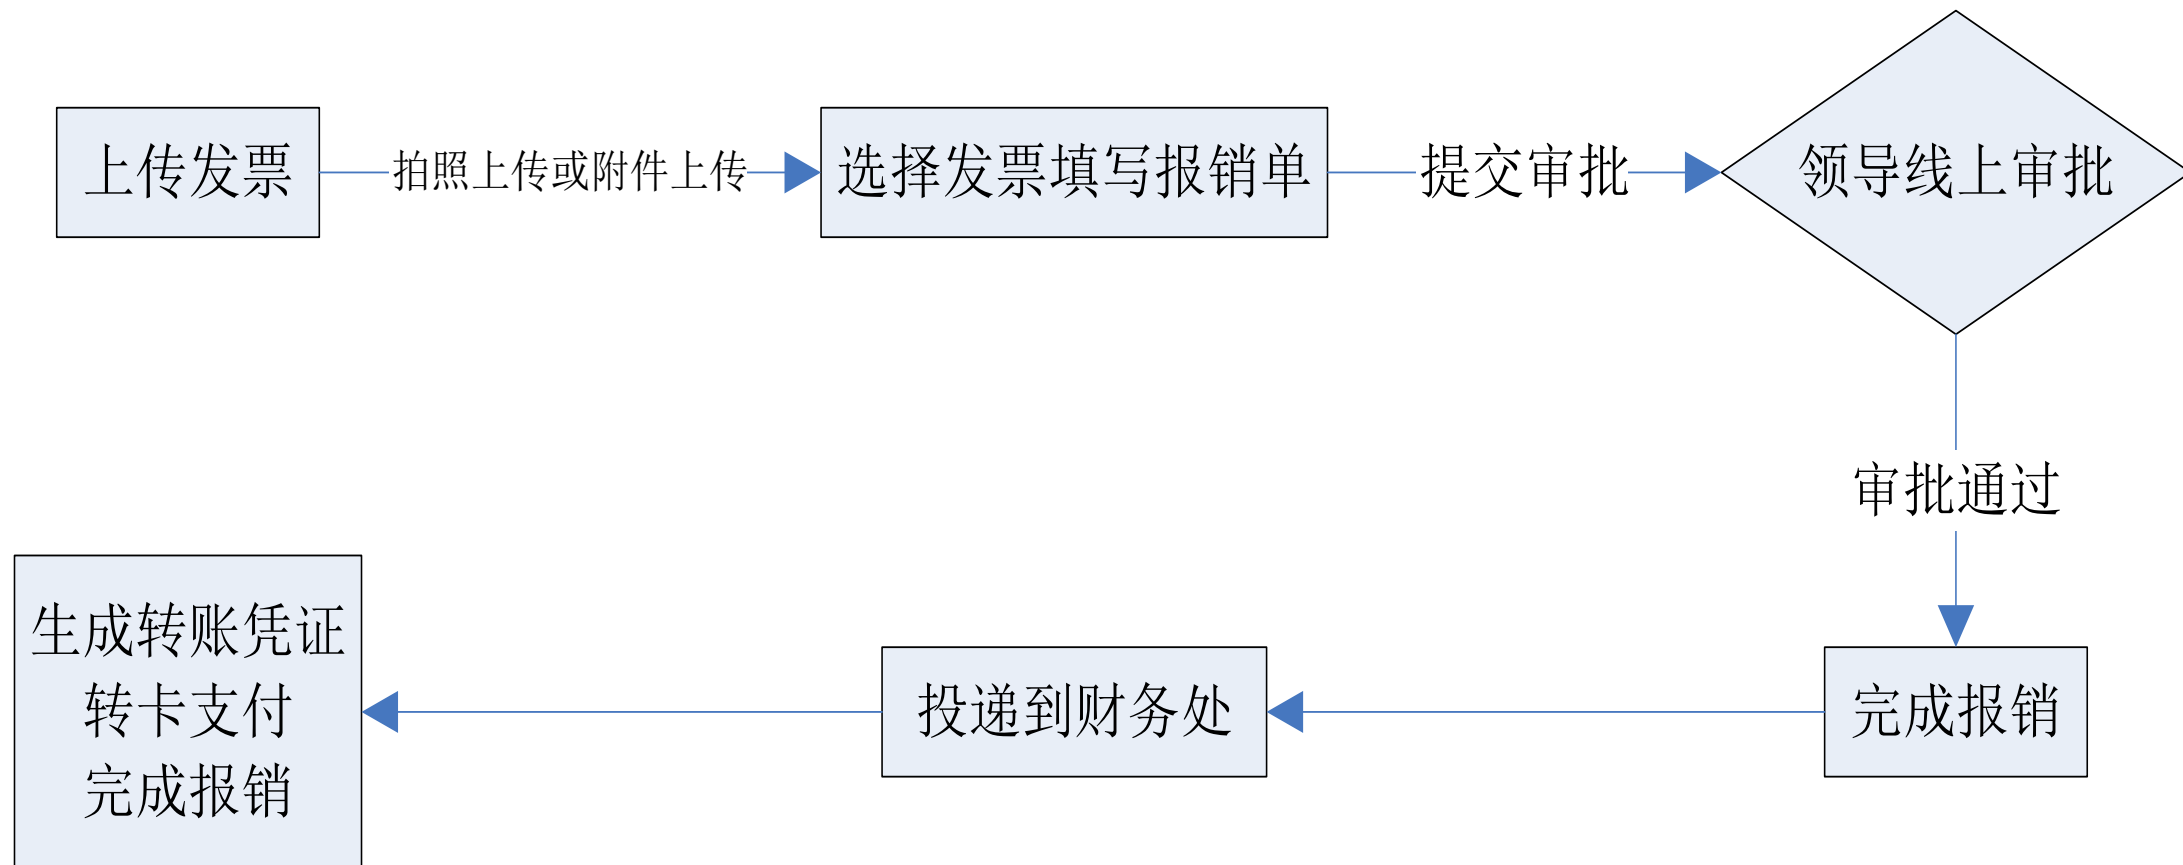 上传发票
拍照上传或附件上传
选择发票填写报销单
提交审批
领导线上审批
审批通过
完成报销
投递到财务处
生成转账凭证
转卡支付
完成报销